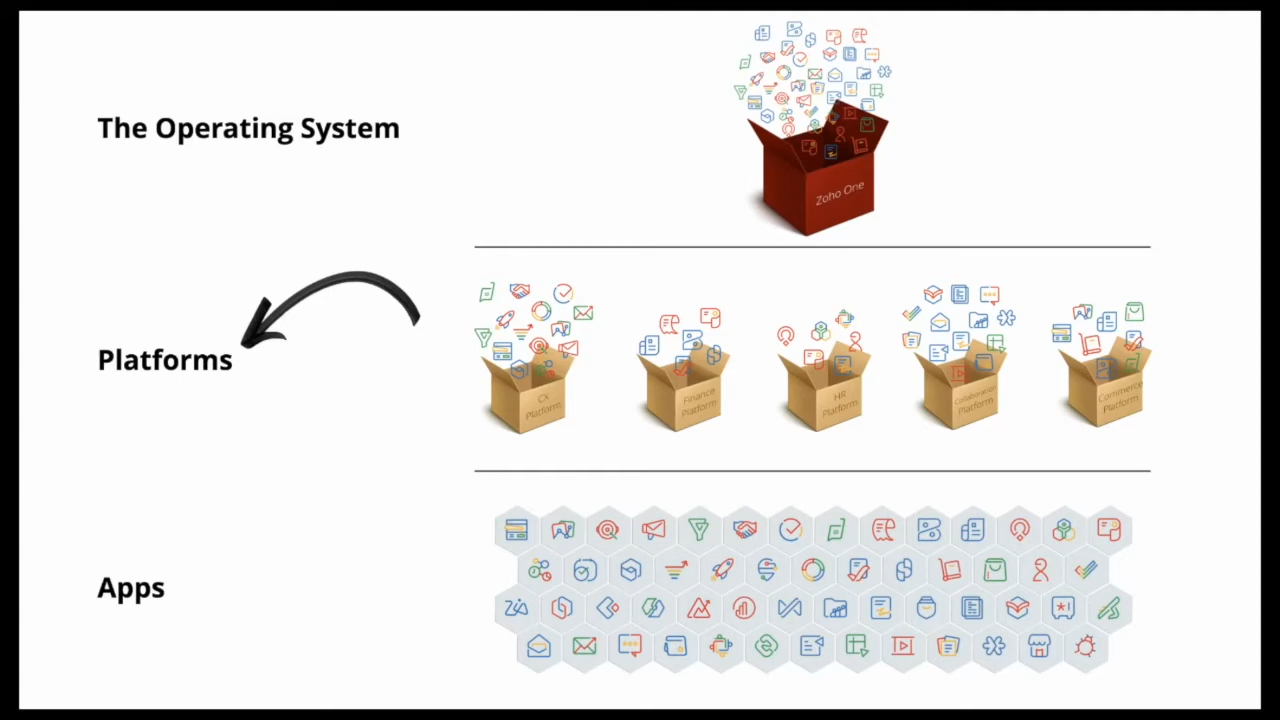 The Operating System
Zoho One
Platforms
CX
Platform
Finance
Platform
HR
Platform
Collaboration
Platform
Commerce
Platform
Apps